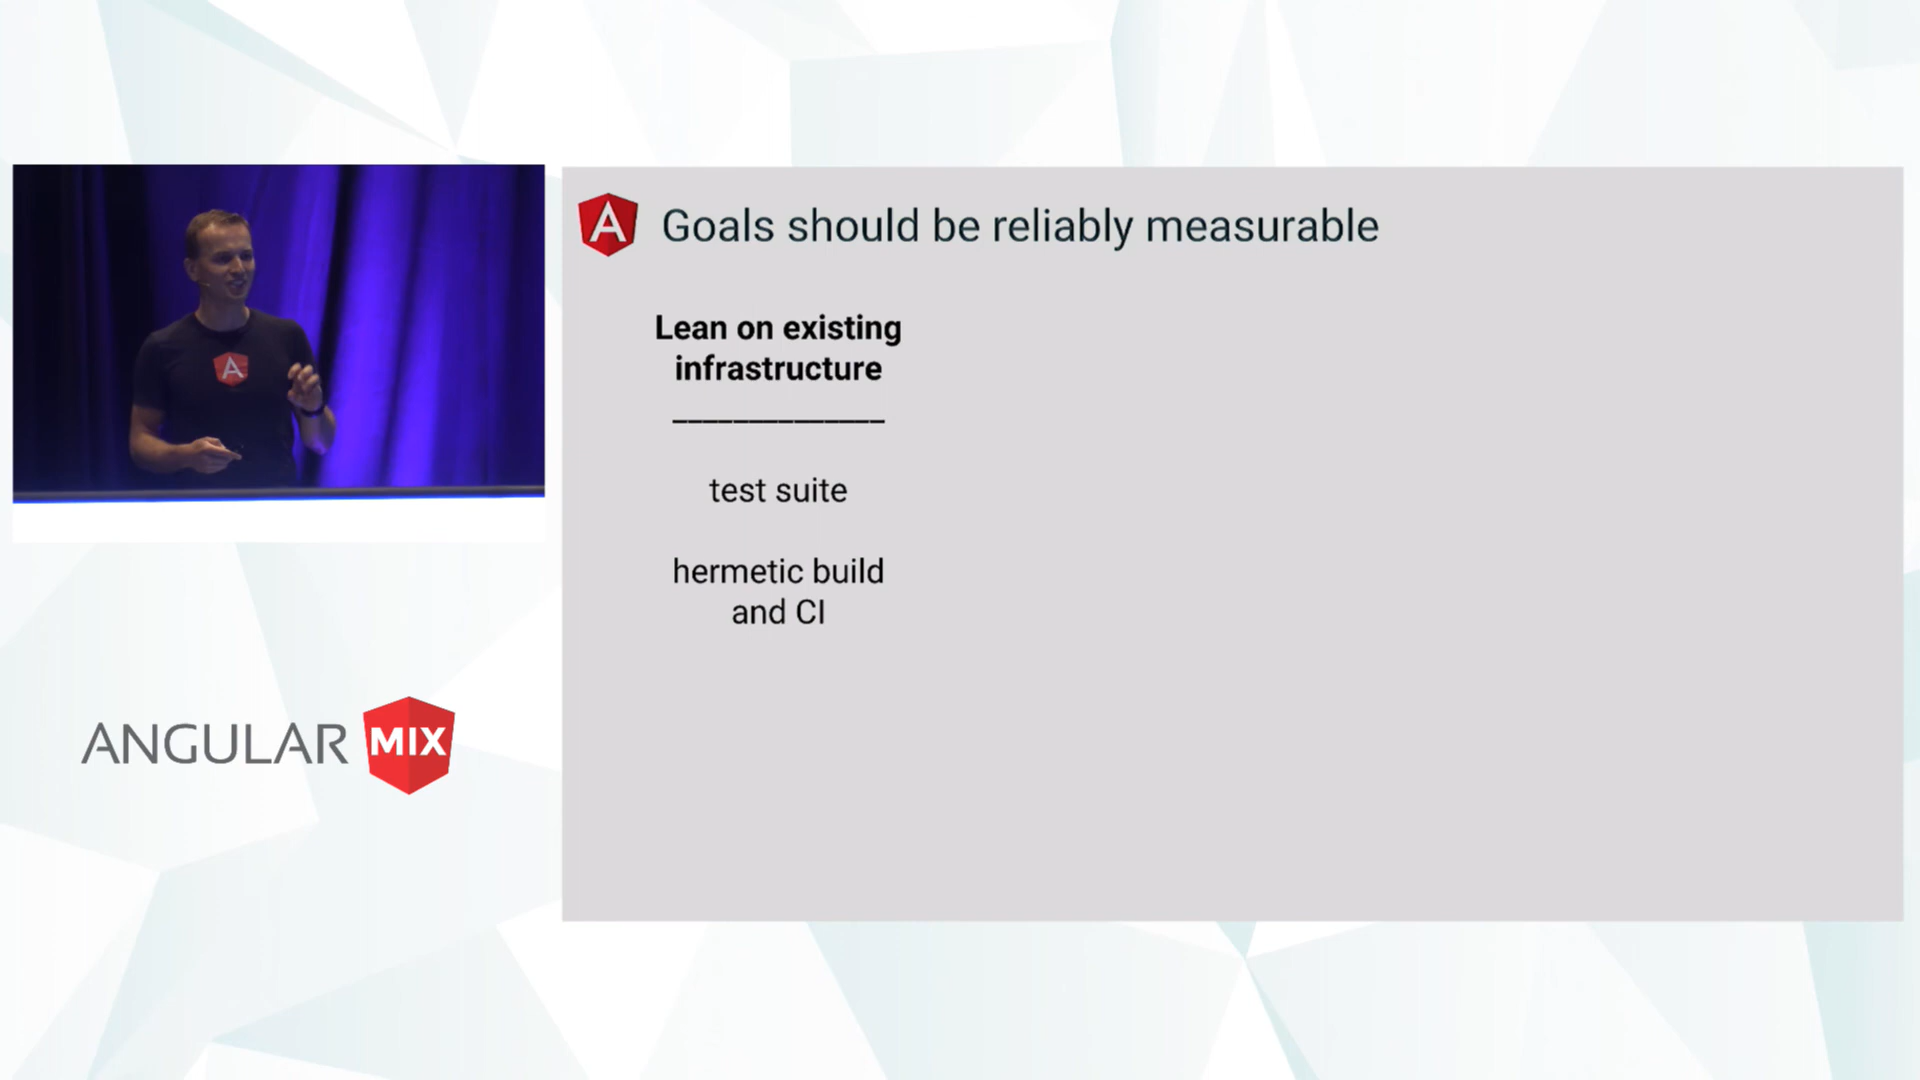 Goals should be reliably measurable
Lean on existing
infrastructure
test suite
hermetic build
and CI
ANGULAR MIX
A
A